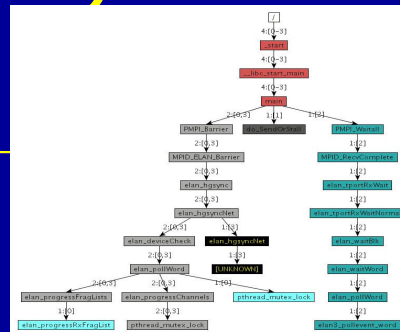 /
4:[0-3]
_start
4:[0-3]
__libc_start_main
4:[0-3]
main
2:[0,3] 1:[1] 1:[2]
PMPI_Barrier do_SendOrStall PMPI_Waitall
2:[0,3] 1:[2]
MPID_ELAN_Barrier MPID_RecvComplete
2:[0,3] 1:[2]
elan_hgsync elan_tportRxWait
2:[0,3] 1:[2]
elan_hgsyncNet elan_tportRxWaitNorma
2:[0,3] 1:[3] 1:[2]
elan_deviceCheck elan_hgsyncNet elan_waitBlk
2:[0,3] 1:[3] 1:[2]
elan_pollWord [UNKNOWN] elan_waitWord
2:[0,3] 2:[0,3] 1:[0] 1:[2]
elan_progressFragLists elan_progressChannels pthread_mutex_lock elan_pollWord
1:[0] 2:[0,3] 1:[2]
elan_progressRxFragList pthread_mutex_lock elan3_pollevent_word